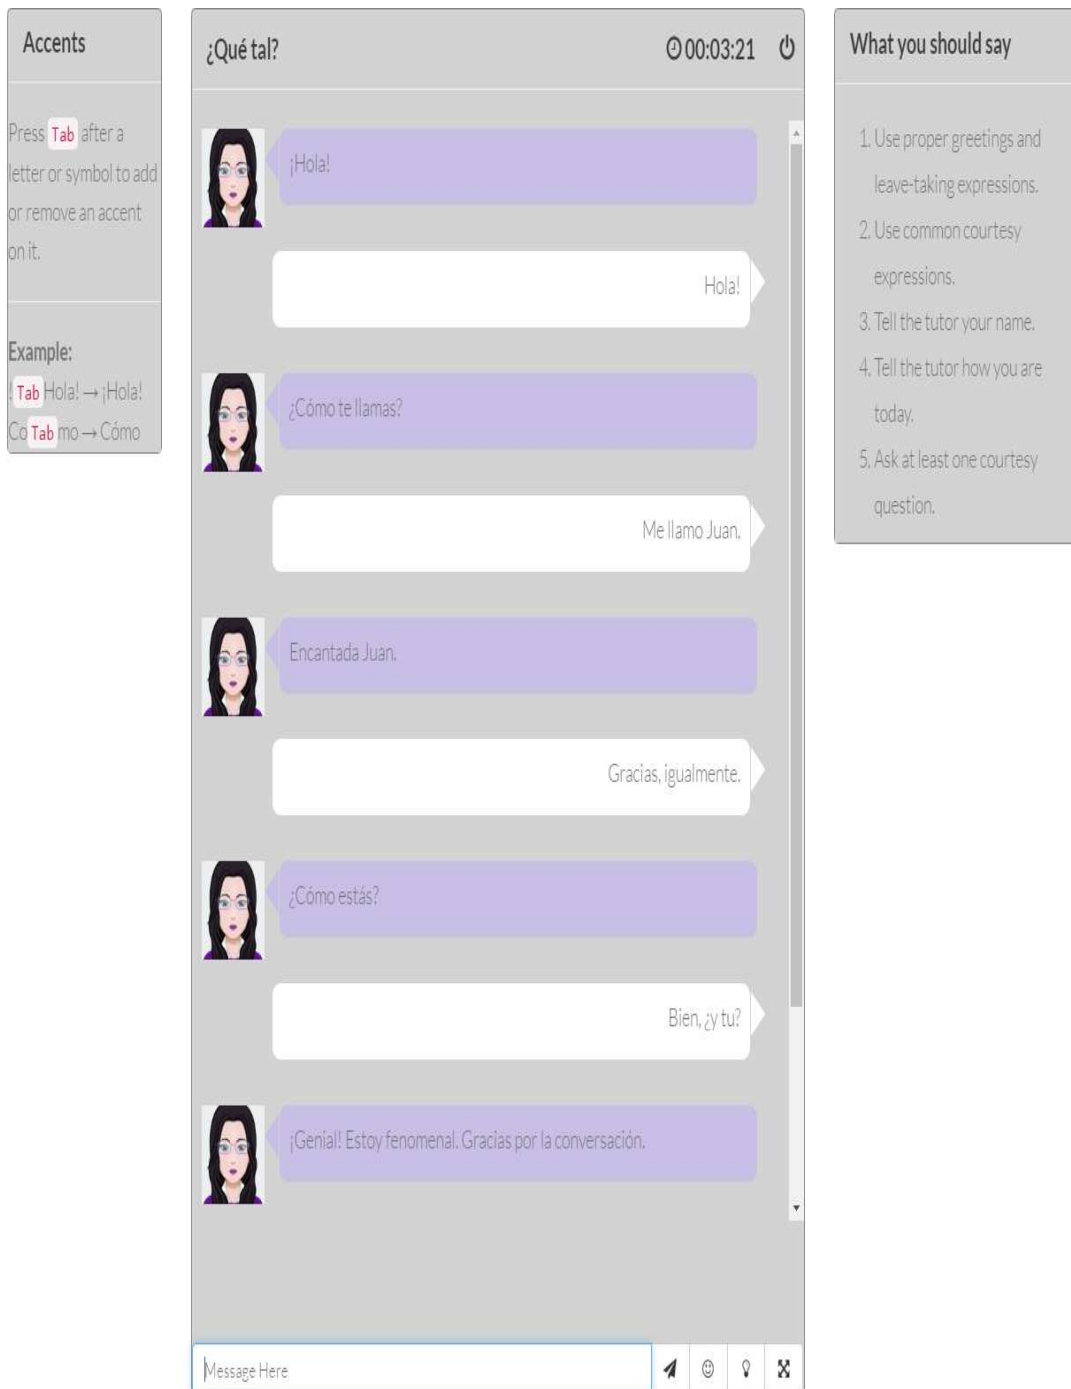 Accents
Press Tab after a
letter or symbol to add
or remove an accent
on it.
Example:
! Tab Hola! → ¡Hola!
Co Tab mo → Cómo
¿Qué tal?
00:03:21
¡Hola!
Hola!
¿Cómo te llamas?
Me llamo Juan.
Encantada Juan.
Gracias, igualmente.
¿Cómo estás?
Bien, ¿y tu?
¡Genial! Estoy fenomenal. Gracias por la conversación.
Message Here
What you should say
1. Use proper greetings and
leave-taking expressions.
2. Use common courtesy
expressions.
3. Tell the tutor your name.
4. Tell the tutor how you are
today.
5. Ask at least one courtesy
question.